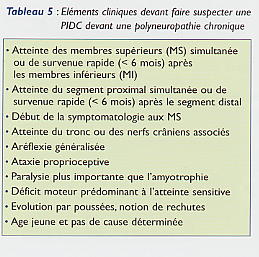 Tableau 5 : Eléments cliniques devant faire suspecter une
PIDC devant une polyneuropathie chronique
• Atteinte des membres supérieurs (MS) simultanée
ou de survenue rapide (< 6 mois) après
les membres inférieurs (MI)
• Atteinte du segment proximal simultanée ou de
survenue rapide (< 6 mois) après le segment distal
• Début de la symptomatologie aux MS
• Atteinte du tronc ou des nerfs crâniens associés
• Aréflexie généralisée
• Ataxie proprioceptive
• Paralysie plus importante que l'amyotrophie
• Déficit moteur prédominant à l'atteinte sensitive
• Evolution par poussées, notion de rechutes
• Age jeune et pas de cause déterminée